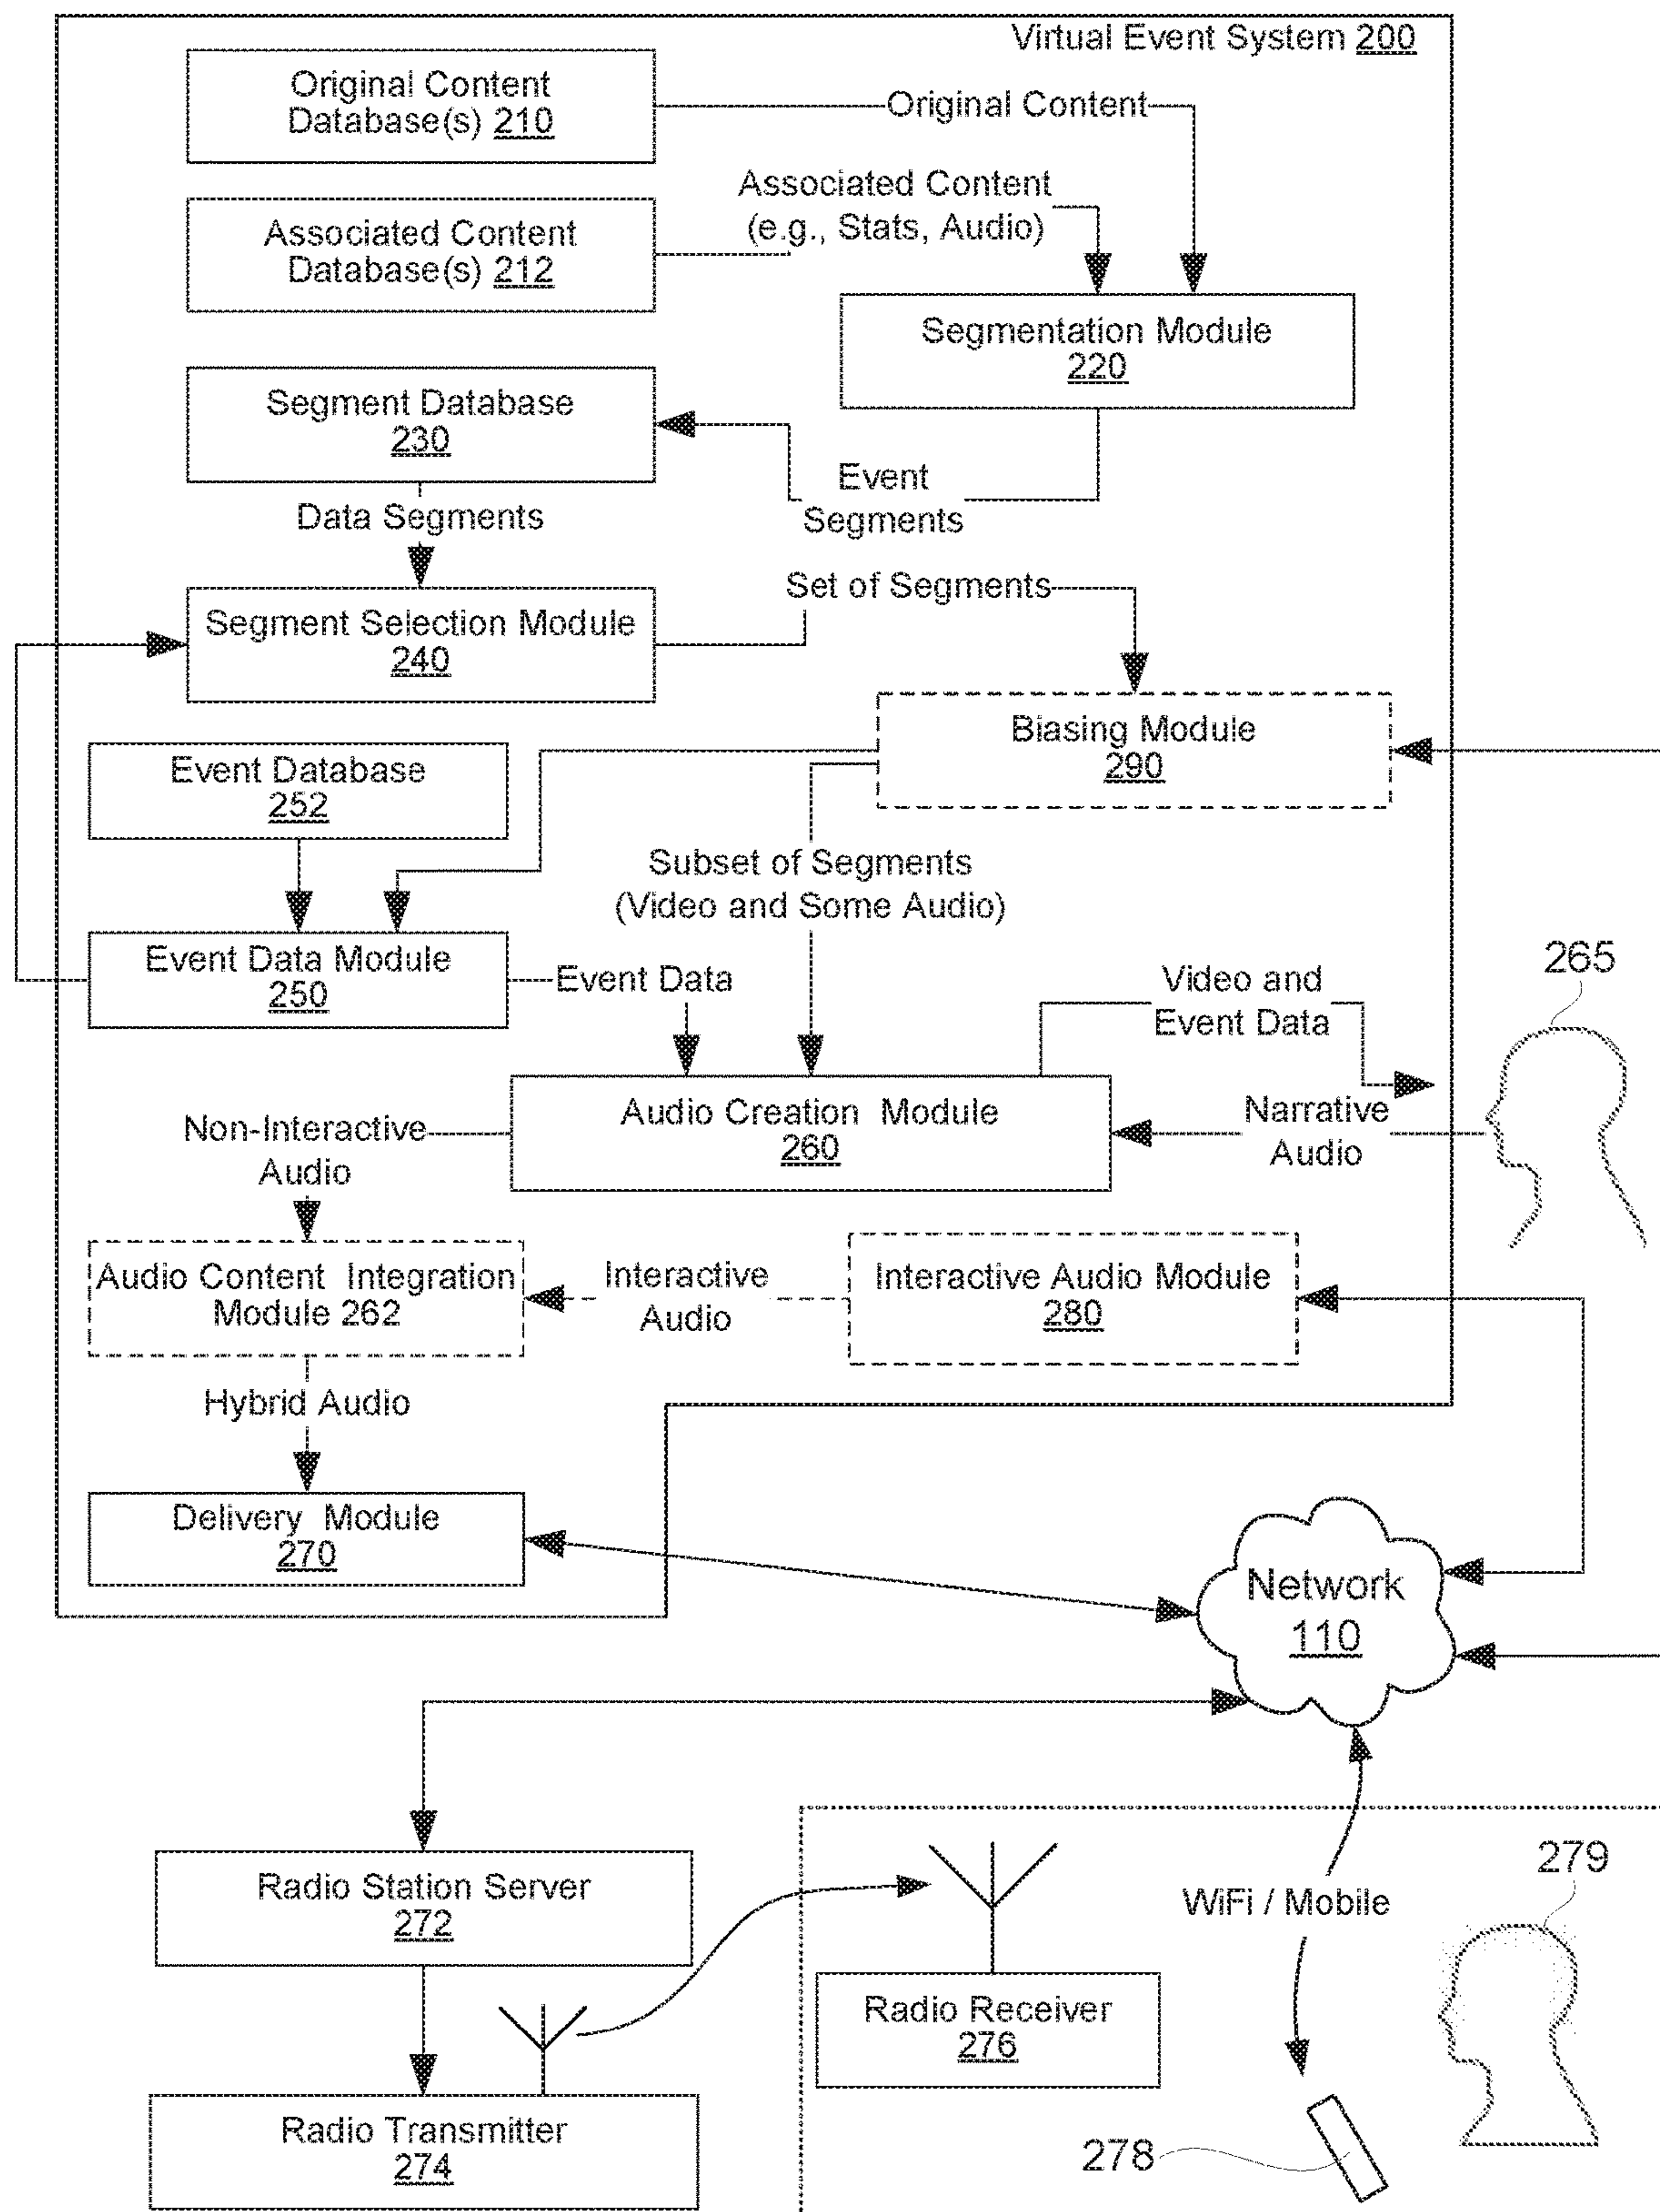 Virtual Event System 200
Original Content
Database(s) 210
Original Content
Associated Content
(e.g., Stats, Audio)
Associated Content
Database(s) 212
Segmentation Module
220
Segment Database
230
Event
Segments
Data Segments
Set of Segments
Segment Selection Module
240
Biasing Module
290
Event Database
252
Subset of Segments
(Video and Some Audio)
Event Data Module
250
Event Data
Video and
Event Data
265
Audio Creation Module
260
Narrative
Audio
Non-Interactive
Audio
Audio Content Integration
Module 262
Interactive
Audio
Interactive Audio Module
280
Hybrid Audio
Delivery Module
270
Network
110
Radio Station Server
272
WiFi / Mobile
279
Radio Receiver
276
Radio Transmitter
274
278